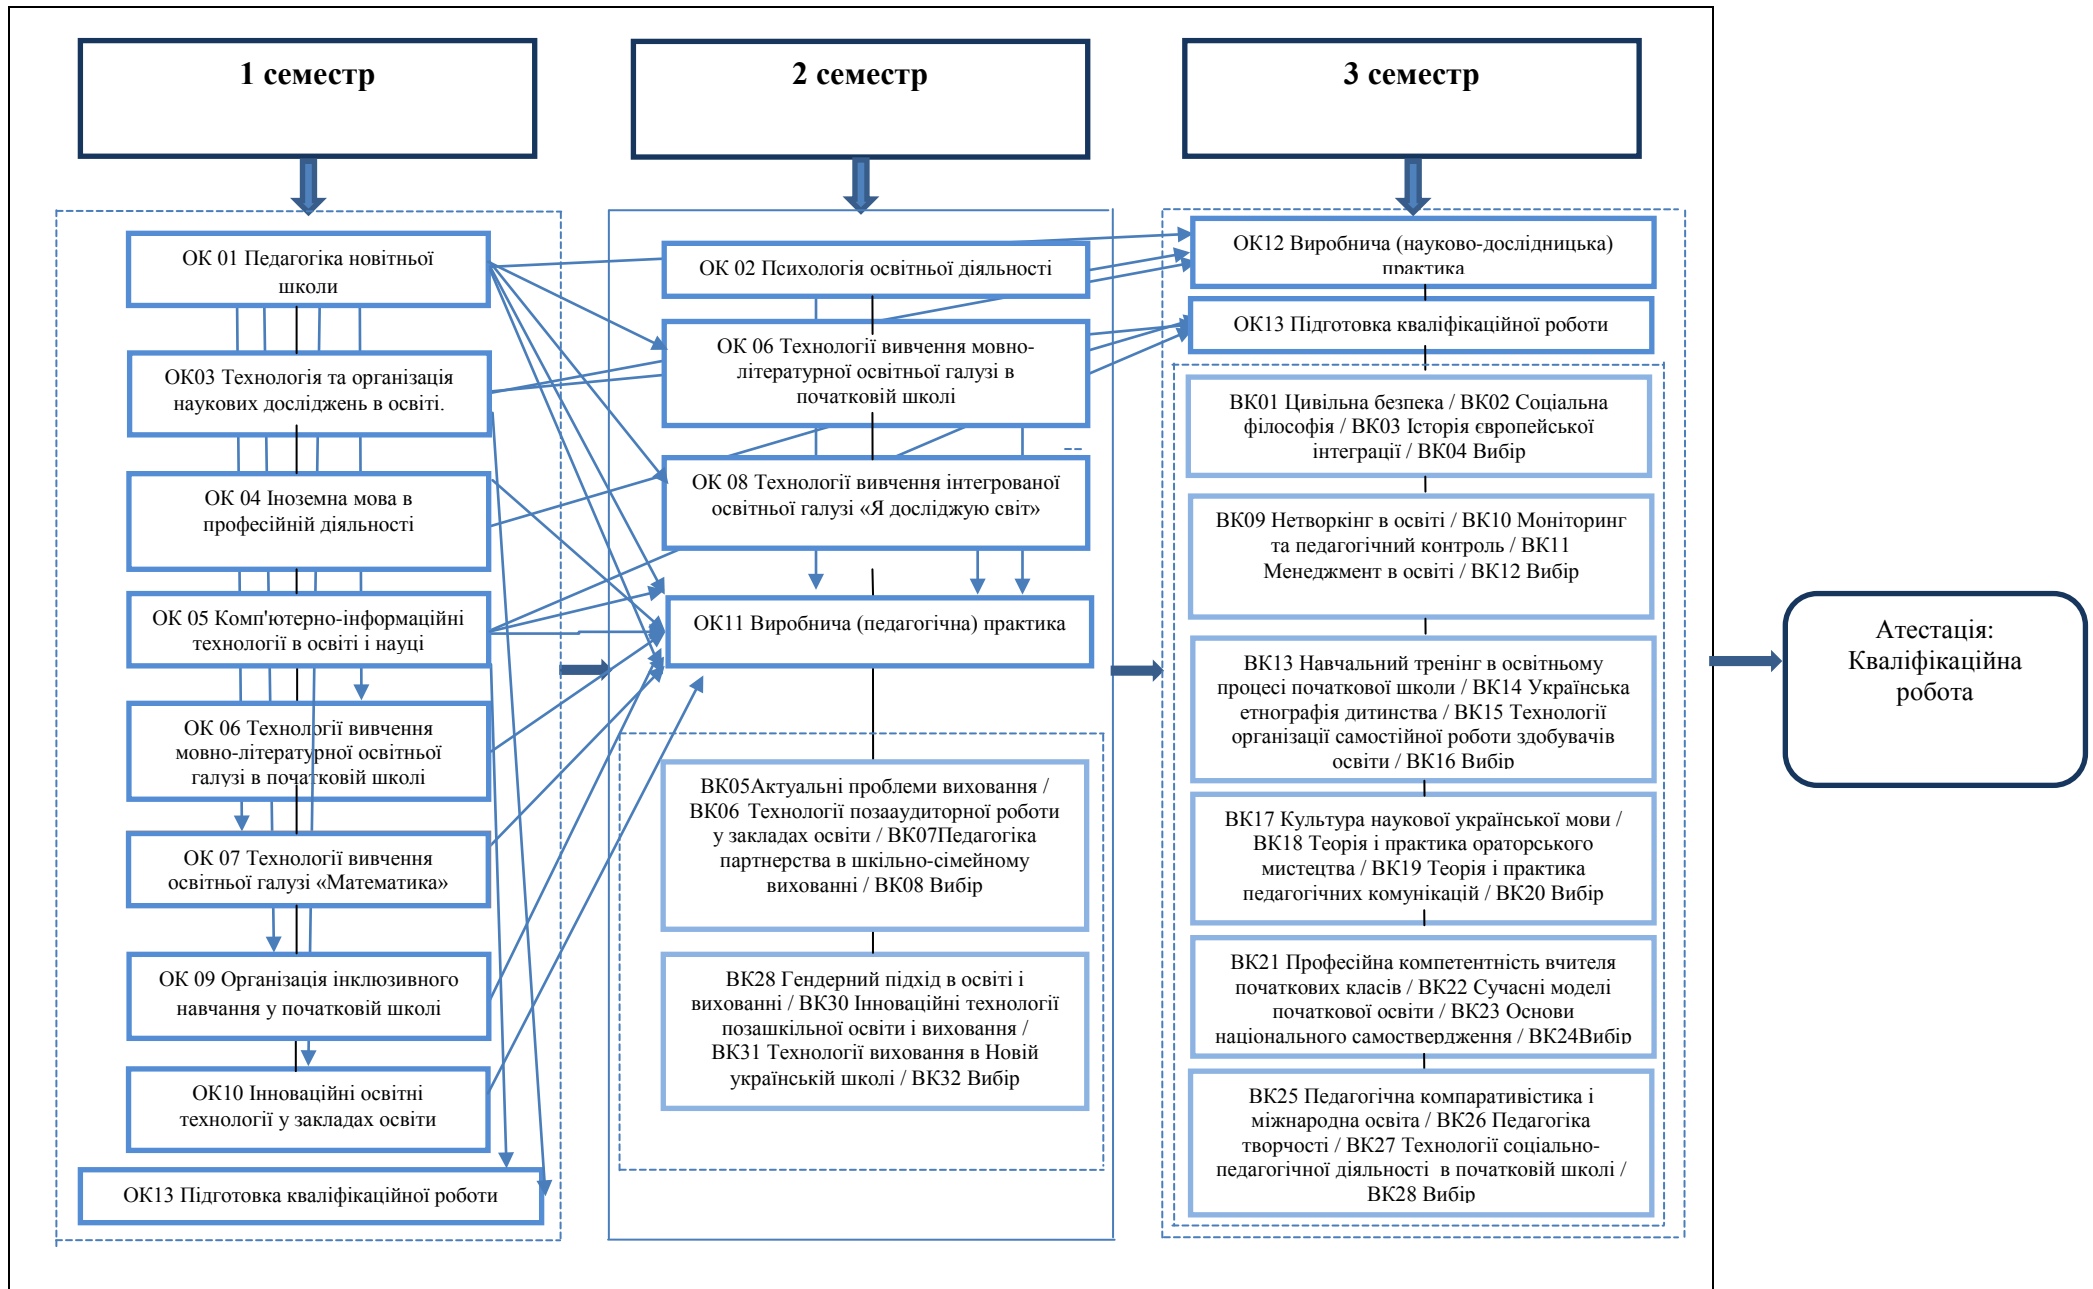 1 семестр
ОК 01 Педагогіка новітньої
школи
ОК03 Технологія та організація
наукових досліджень в освіті.
ОК 04 Іноземна мова в
професійній діяльності
ОК 05 Комп'ютерно-інформаційні
технології в освіті і науці
ОК 06 Технології вивчення
мовно-літературної освітньої
галузі в початковій школі
ОК 07 Технології вивчення
освітньої галузі «Математика»
ОК 09 Організація інклюзивного
навчання у початковій школі
ОК10 Інноваційні освітні
технології у закладах освіти
ОК13 Підготовка кваліфікаційної роботи
2 семестр
ОК 02 Психологія освітньої діяльності
ОК 06 Технології вивчення мовно-
літературної освітньої галузі в
початковій школі
ОК 08 Технології вивчення інтегрованої
освітньої галузі «Я досліджую світ»
ОК11 Виробнича (педагогічна) практика
ВК05Актуальні проблеми виховання /
ВК06 Технології позааудиторної роботи
у закладах освіти / ВК07Педагогіка
партнерства в шкільно-сімейному
вихованні / ВК08 Вибір
ВК28 Гендерний підхід в освіті і
вихованні / ВК30 Інноваційні технології
позашкільної освіти і виховання /
ВК31 Технології виховання в Новій
українській школі / ВК32 Вибір
3 семестр
ОК12 Виробнича (науково-дослідницька)
практика
ОК13 Підготовка кваліфікаційної роботи
ВК01 Цивільна безпека / ВК02 Соціальна
філософія / ВК03 Історія європейської
інтеграції / ВК04 Вибір
ВК09 Нетворкінг в освіті / ВК10 Моніторинг
та педагогічний контроль / ВК11
Менеджмент в освіті / ВК12 Вибір
ВК13 Навчальний тренінг в освітньому
процесі початкової школи / ВК14 Українська
етнографія дитинства / ВК15 Технології
організації самостійної роботи здобувачів
освіти / ВК16 Вибір
ВК17 Культура наукової української мови /
ВК18 Теорія і практика ораторського
мистецтва / ВК19 Теорія і практика
педагогічних комунікацій / ВК20 Вибір
ВК21 Професійна компетентність вчителя
початкових класів / ВК22 Сучасні моделі
початкової освіти / ВК23 Основи
національного самоствердження / ВК24Вибір
ВК25 Педагогічна компаративістика і
міжнародна освіта / ВК26 Педагогіка
творчості / ВК27 Технології соціально-
педагогічної діяльності в початковій школі /
ВК28 Вибір
Атестація:
Кваліфікаційна
робота